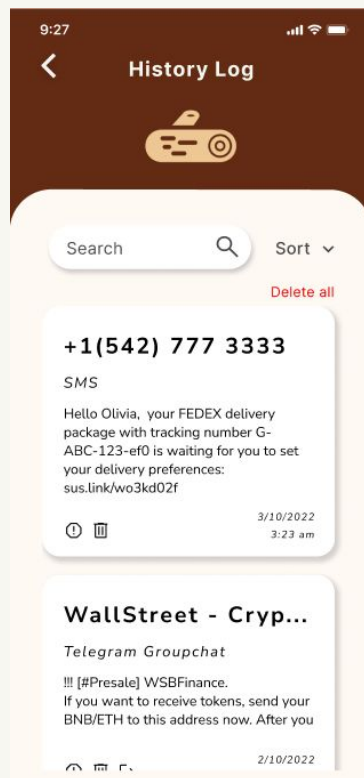 9:27
History Log
Search
Sort
Delete all
+1(542) 777 3333
SMS
Hello Olivia, your FEDEX delivery
package with tracking number G-
ABC-123-ef0 is waiting for you to set
your delivery preferences:
sus.link/wo3kd02f
3/10/2022
3:23 am
WallStreet - Cryp...
Telegram Groupchat
!!! [#Presale] WSBFinance.
If you want to receive tokens, send your
BNB/ETH to this address now. After you
2/10/2022